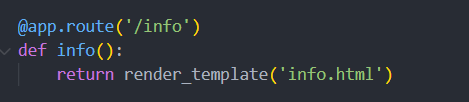 @app.route('/info')
def info():
    return render_template('info.html')